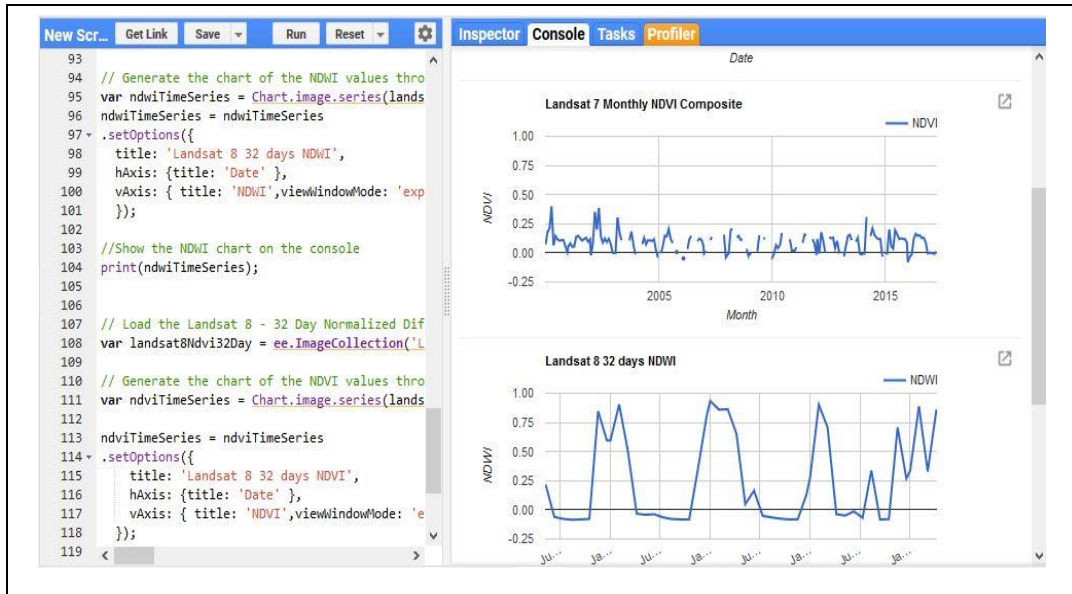 New Scr... Get Link Save Run Reset
93
94 // Generate the chart of the NDWI values thro
95 var ndwiTimeSeries = Chart.image.series(lands
96 ndwiTimeSeries = ndwiTimeSeries
97 .setOptions({
98 title: 'Landsat 8 32 days NDWI',
99 hAxis: {title: 'Date' },
100 vAxis: { title: 'NDWI',viewWindowMode: 'exp
101 });
102
103 //Show the NDWI chart on the console
104 print(ndwiTimeSeries);
105
106
107 // Load the Landsat 8 - 32 Day Normalized Dif
108 var landsat8Ndvi32Day = ee.ImageCollection('L
109
110 // Generate the chart of the NDVI values thro
111 var ndviTimeSeries = Chart.image.series(lands
112
113 ndviTimeSeries = ndviTimeSeries
114 .setOptions({
115 title: 'Landsat 8 32 days NDVI',
116 hAxis: {title: 'Date' },
117 vAxis: { title: 'NDVI',viewWindowMode: 'e
118 });
119
Inspector Console Tasks Profiler
Date
Landsat 7 Monthly NDVI Composite
NDVI
1.00
0.75
0.50
0.25
0.00
-0.25
NDVI
2005 2010 2015
Month
Landsat 8 32 days NDWI
NDWI
1.00
0.75
0.50
0.25
0.00
-0.25
NDWI
Ju... Ja... Ju... Ja... Ju... Ja... Ju... Ja...